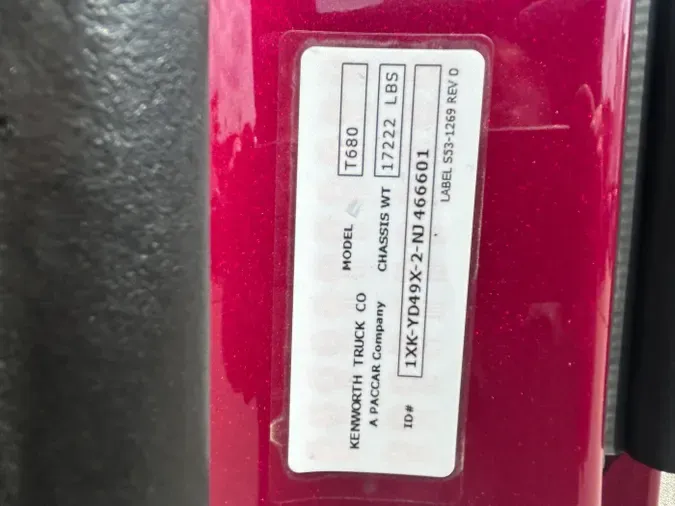 KENWORTH TRUCK CO MODEL T680
A PACCAR Company CHASSIS WT 17222 LBS
ID# 1XK-YD49X-2-NJ466601
LABEL S53-1269 REV D